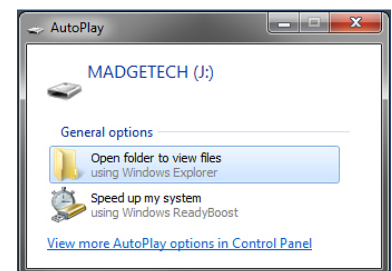 AutoPlay
MADGETECH (J:)
General options
Open folder to view files
using Windows Explorer
Speed up my system
using Windows ReadyBoost
View more AutoPlay options in Control Panel